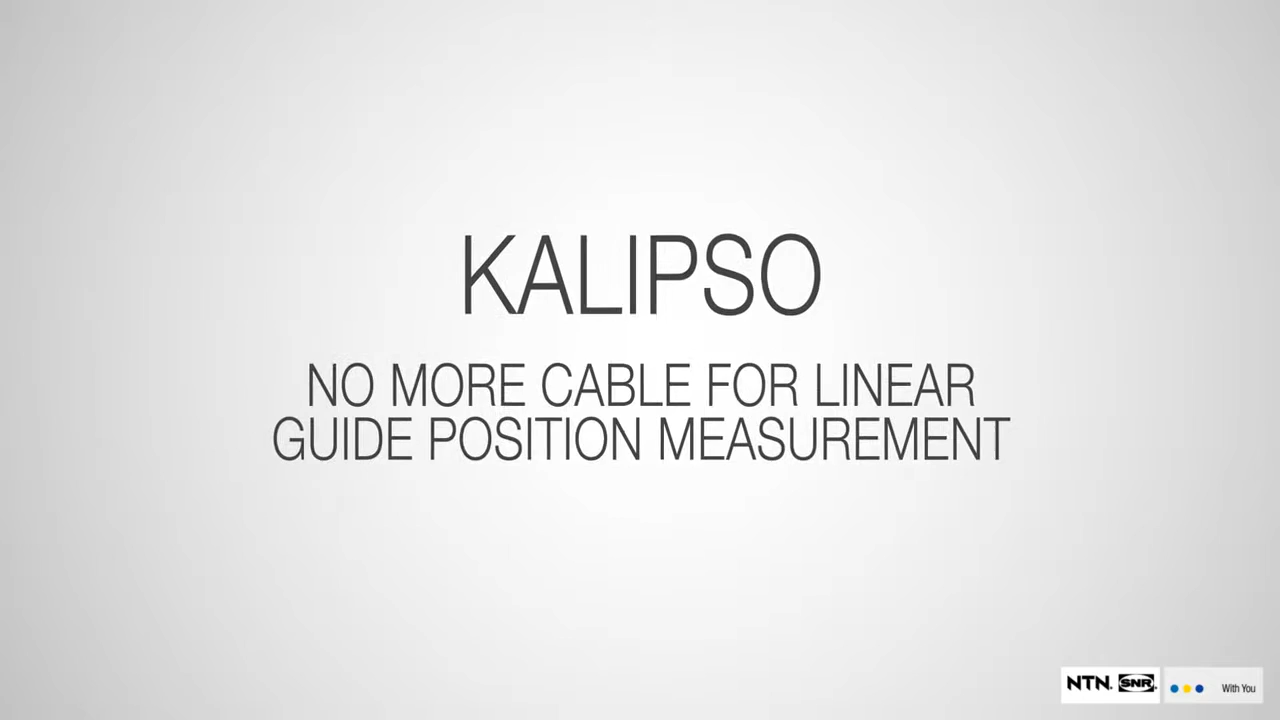 KALIPSO
NO MORE CABLE FOR LINEAR
GUIDE POSITION MEASUREMENT
NTN. SNR. With You